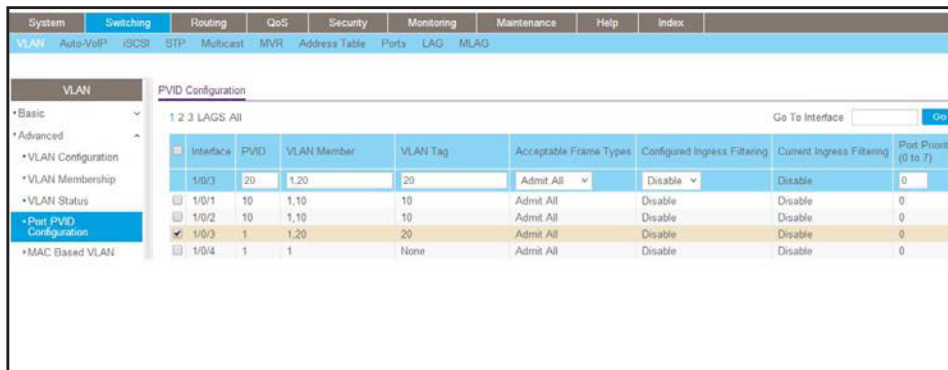 System Switching Routing QoS Security Monitoring Maintenance Help Index
VLAN Auto-VoIP iSCSI STP Multicast MVR Address Table Ports LAG MLAG
VLAN
PVID Configuration
Basic
1 2 3 LAGS All
Go To Interface
Go
Advanced
VLAN Configuration
VLAN Membership
VLAN Status
Port PVID
Configuration
MAC Based VLAN
Interface PVID VLAN Member VLAN Tag Acceptable Frame Types Configured Ingress Filtering Current Ingress Filtering Port Priorit
(0 to 7)
1/0/3 20 1,20 20 Admit All Disable Disable 0
1/0/1 10 1,10 10 Admit All Disable Disable 0
1/0/2 10 1,10 10 Admit All Disable Disable 0
1/0/3 1 1,20 20 Admit All Disable Disable 0
1/0/4 1 1 None Admit All Disable Disable 0